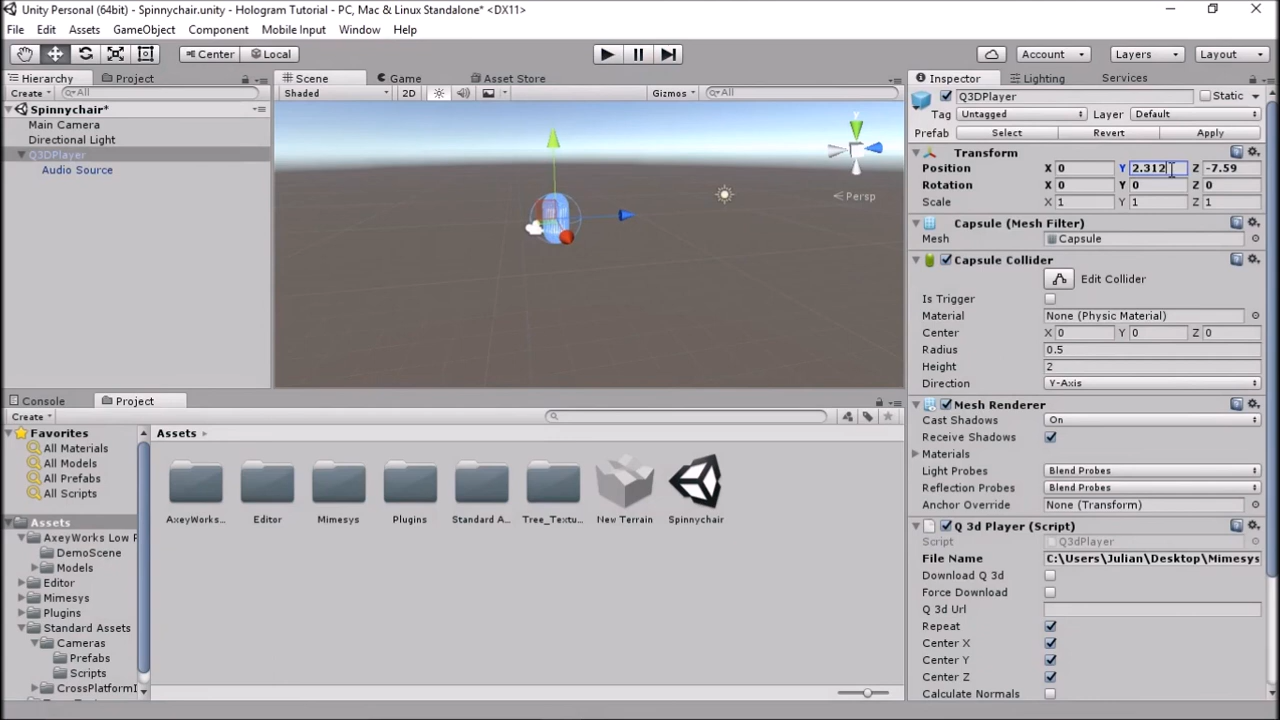 Unity Personal (64bit) - Spinnychair.unity - Hologram Tutorial - PC, Mac & Linux Standalone* <DX11>
File Edit Assets GameObject Component Mobile Input Window Help
Center Local Account Layers Layout
Hierarchy Project
Create All
Spinnychair*
Main Camera
Directional Light
Q3DPlayer
Audio Source
Scene Game Asset Store
Shaded 2D Gizmos All
y
z
Persp
Inspector Lighting Services
Q3DPlayer Static
Tag Untagged Layer Default
Prefab Select Revert Apply
Transform
Position X 0 Y 2.312 Z -7.59
Rotation X 0 Y 0 Z 0
Scale X 1 Y 1 Z 1
Capsule (Mesh Filter)
Mesh Capsule
Capsule Collider
Edit Collider
Is Trigger
Material None (Physic Material)
Center X 0 Y 0 Z 0
Radius 0.5
Height 2
Direction Y-Axis
Mesh Renderer
Cast Shadows On
Receive Shadows
Materials
Light Probes Blend Probes
Reflection Probes Blend Probes
Anchor Override None (Transform)
Q 3d Player (Script)
Script Q3dPlayer
File Name C:\Users\Julian\Desktop\Mimesys
Download Q 3d
Force Download
Q 3d Url
Repeat
Center X
Center Y
Center Z
Calculate Normals
Console Project
Create
Favorites
All Materials
All Models
All Prefabs
All Scripts
Assets
AxeyWorks Low
DemoScene
Models
Editor
Mimesys
Plugins
Standard Assets
Cameras
Prefabs
Scripts
Assets
AxeyWorks... Editor Mimesys Plugins Standard A... Tree_Textu... New Terrain Spinnychair